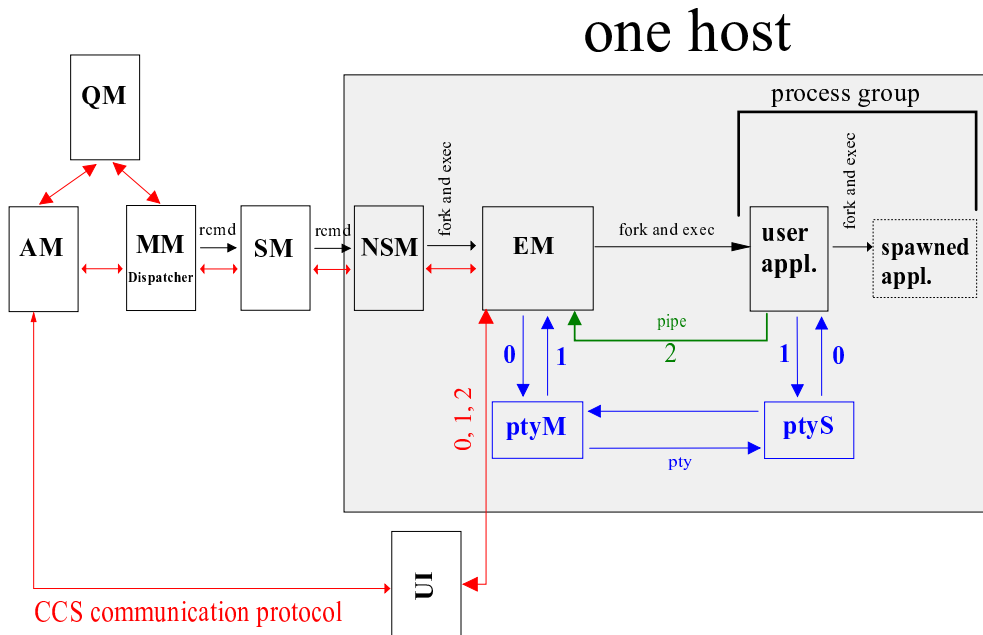 one host
process group
QM
fork and exec
fork and exec
AM
MM
Dispatcher
rcmd
SM
rcmd
NSM
EM
fork and exec
user
appl.
spawned
appl.
pipe
2
0
1
1
0
0, 1, 2
ptyM
ptyS
pty
UI
CCS communication protocol